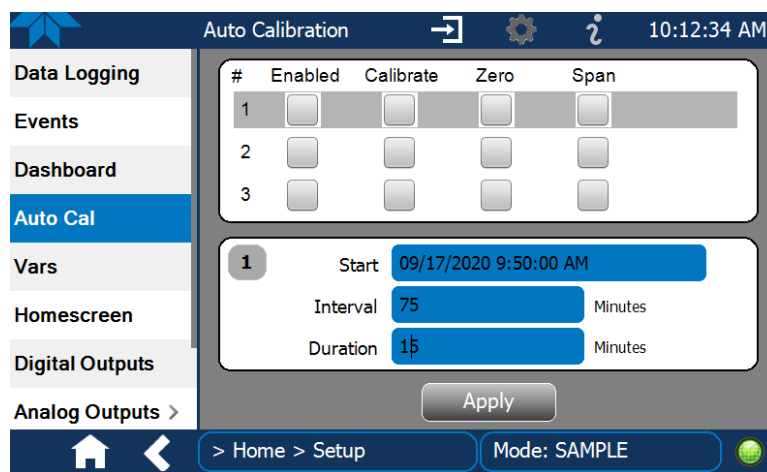 Auto Calibration 10:12:34 AM
Data Logging
Events
Dashboard
Auto Cal
Vars
Homescreen
Digital Outputs
Analog Outputs >
# Enabled Calibrate Zero Span
1
2
3
1 Start 09/17/2020 9:50:00 AM
Interval 75 Minutes
Duration 15 Minutes
Apply
> Home > Setup Mode: SAMPLE